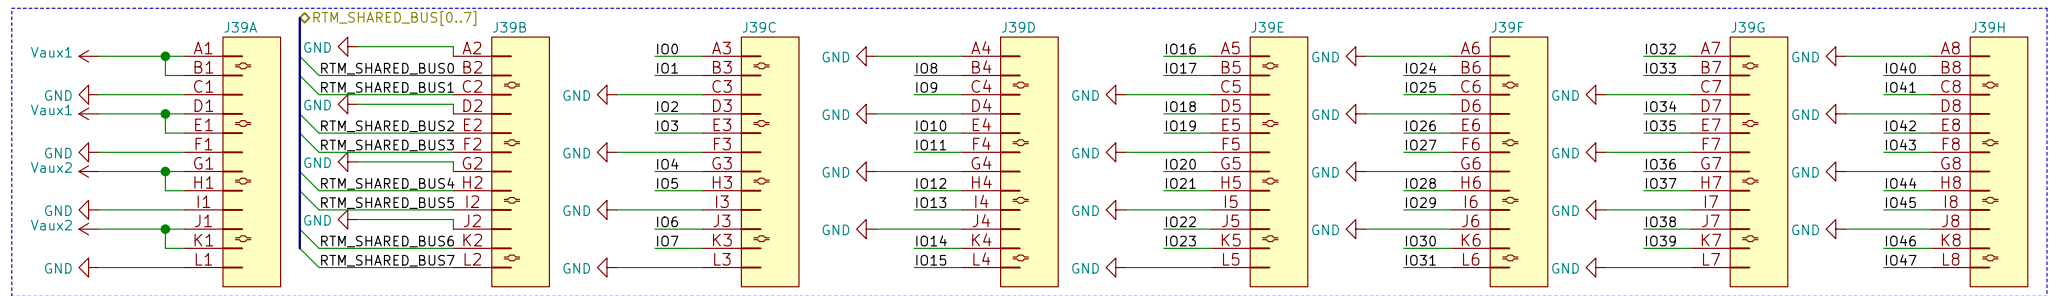 RTM_SHARED_BUS[0..7]
J39A
Vaux1
A1
B1
GND
C1
Vaux1
D1
E1
GND
F1
Vaux2
G1
H1
GND
I1
Vaux2
J1
K1
GND
L1
J39B
GND
A2
RTM_SHARED_BUS0
B2
RTM_SHARED_BUS1
C2
GND
D2
RTM_SHARED_BUS2
E2
RTM_SHARED_BUS3
F2
GND
G2
RTM_SHARED_BUS4
H2
RTM_SHARED_BUS5
I2
GND
J2
RTM_SHARED_BUS6
K2
RTM_SHARED_BUS7
L2
J39C
IO0
A3
IO1
B3
GND
C3
IO2
D3
IO3
E3
GND
F3
IO4
G3
IO5
H3
GND
I3
IO6
J3
IO7
K3
GND
L3
J39D
GND
A4
IO8
B4
IO9
C4
GND
D4
IO10
E4
IO11
F4
GND
G4
IO12
H4
IO13
I4
GND
J4
IO14
K4
IO15
L4
J39E
IO16
A5
IO17
B5
GND
C5
IO18
D5
IO19
E5
GND
F5
IO20
G5
IO21
H5
GND
I5
IO22
J5
IO23
K5
GND
L5
J39F
GND
A6
IO24
B6
IO25
C6
GND
D6
IO26
E6
IO27
F6
GND
G6
IO28
H6
IO29
I6
GND
J6
IO30
K6
IO31
L6
J39G
IO32
A7
IO33
B7
GND
C7
IO34
D7
IO35
E7
GND
F7
IO36
G7
IO37
H7
GND
I7
IO38
J7
IO39
K7
GND
L7
J39H
GND
A8
IO40
B8
IO41
C8
GND
D8
IO42
E8
IO43
F8
GND
G8
IO44
H8
IO45
I8
GND
J8
IO46
K8
IO47
L8